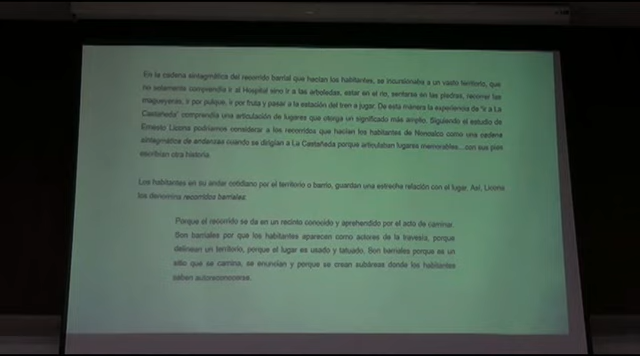 En la cadena sintagmática del recorrido barrial que hacían los habitantes, se incursionaba a un vasto territorio, que
no solamente comprendía ir al Hospital sino ir a las arboledas, estar en el río, sentarse en las piedras, recorrer las
magueyeras, ir por pulque, ir por fruta y pasar a la estación del tren a jugar. De esta manera la experiencia de "ir a La
Castañeda" comprendía una articulación de lugares que otorga un significado más amplio. Siguiendo el estudio de
Ernesto Licona podríamos considerar a los recorridos que hacían los habitantes de Nonoalco como una cadena
sintagmática de andanzas cuando se dirigían a La Castañeda porque articulaban lugares memorables...con sus pies
escribían otra historia.
Los habitantes en su andar cotidiano por el territorio o barrio, guardan una estrecha relación con el lugar. Así, Licona
los denomina recorridos barriales:
Porque el recorrido se da en un recinto conocido y aprehendido por el acto de caminar.
Son barriales por que los habitantes aparecen como actores de la travesía, porque
delinean un territorio, porque el lugar es usado y tatuado. Son barriales porque es un
sitio que se camina, se enuncian y porque se crean subáreas donde los habitantes
saben autoreconocerse.